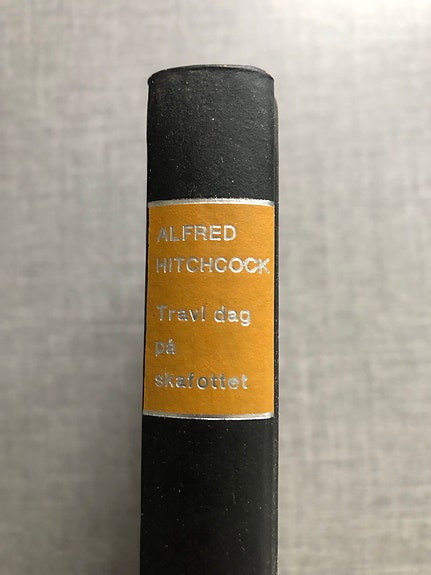 ALFRED
HITCHCOCK
Travl dag
på
skafottet